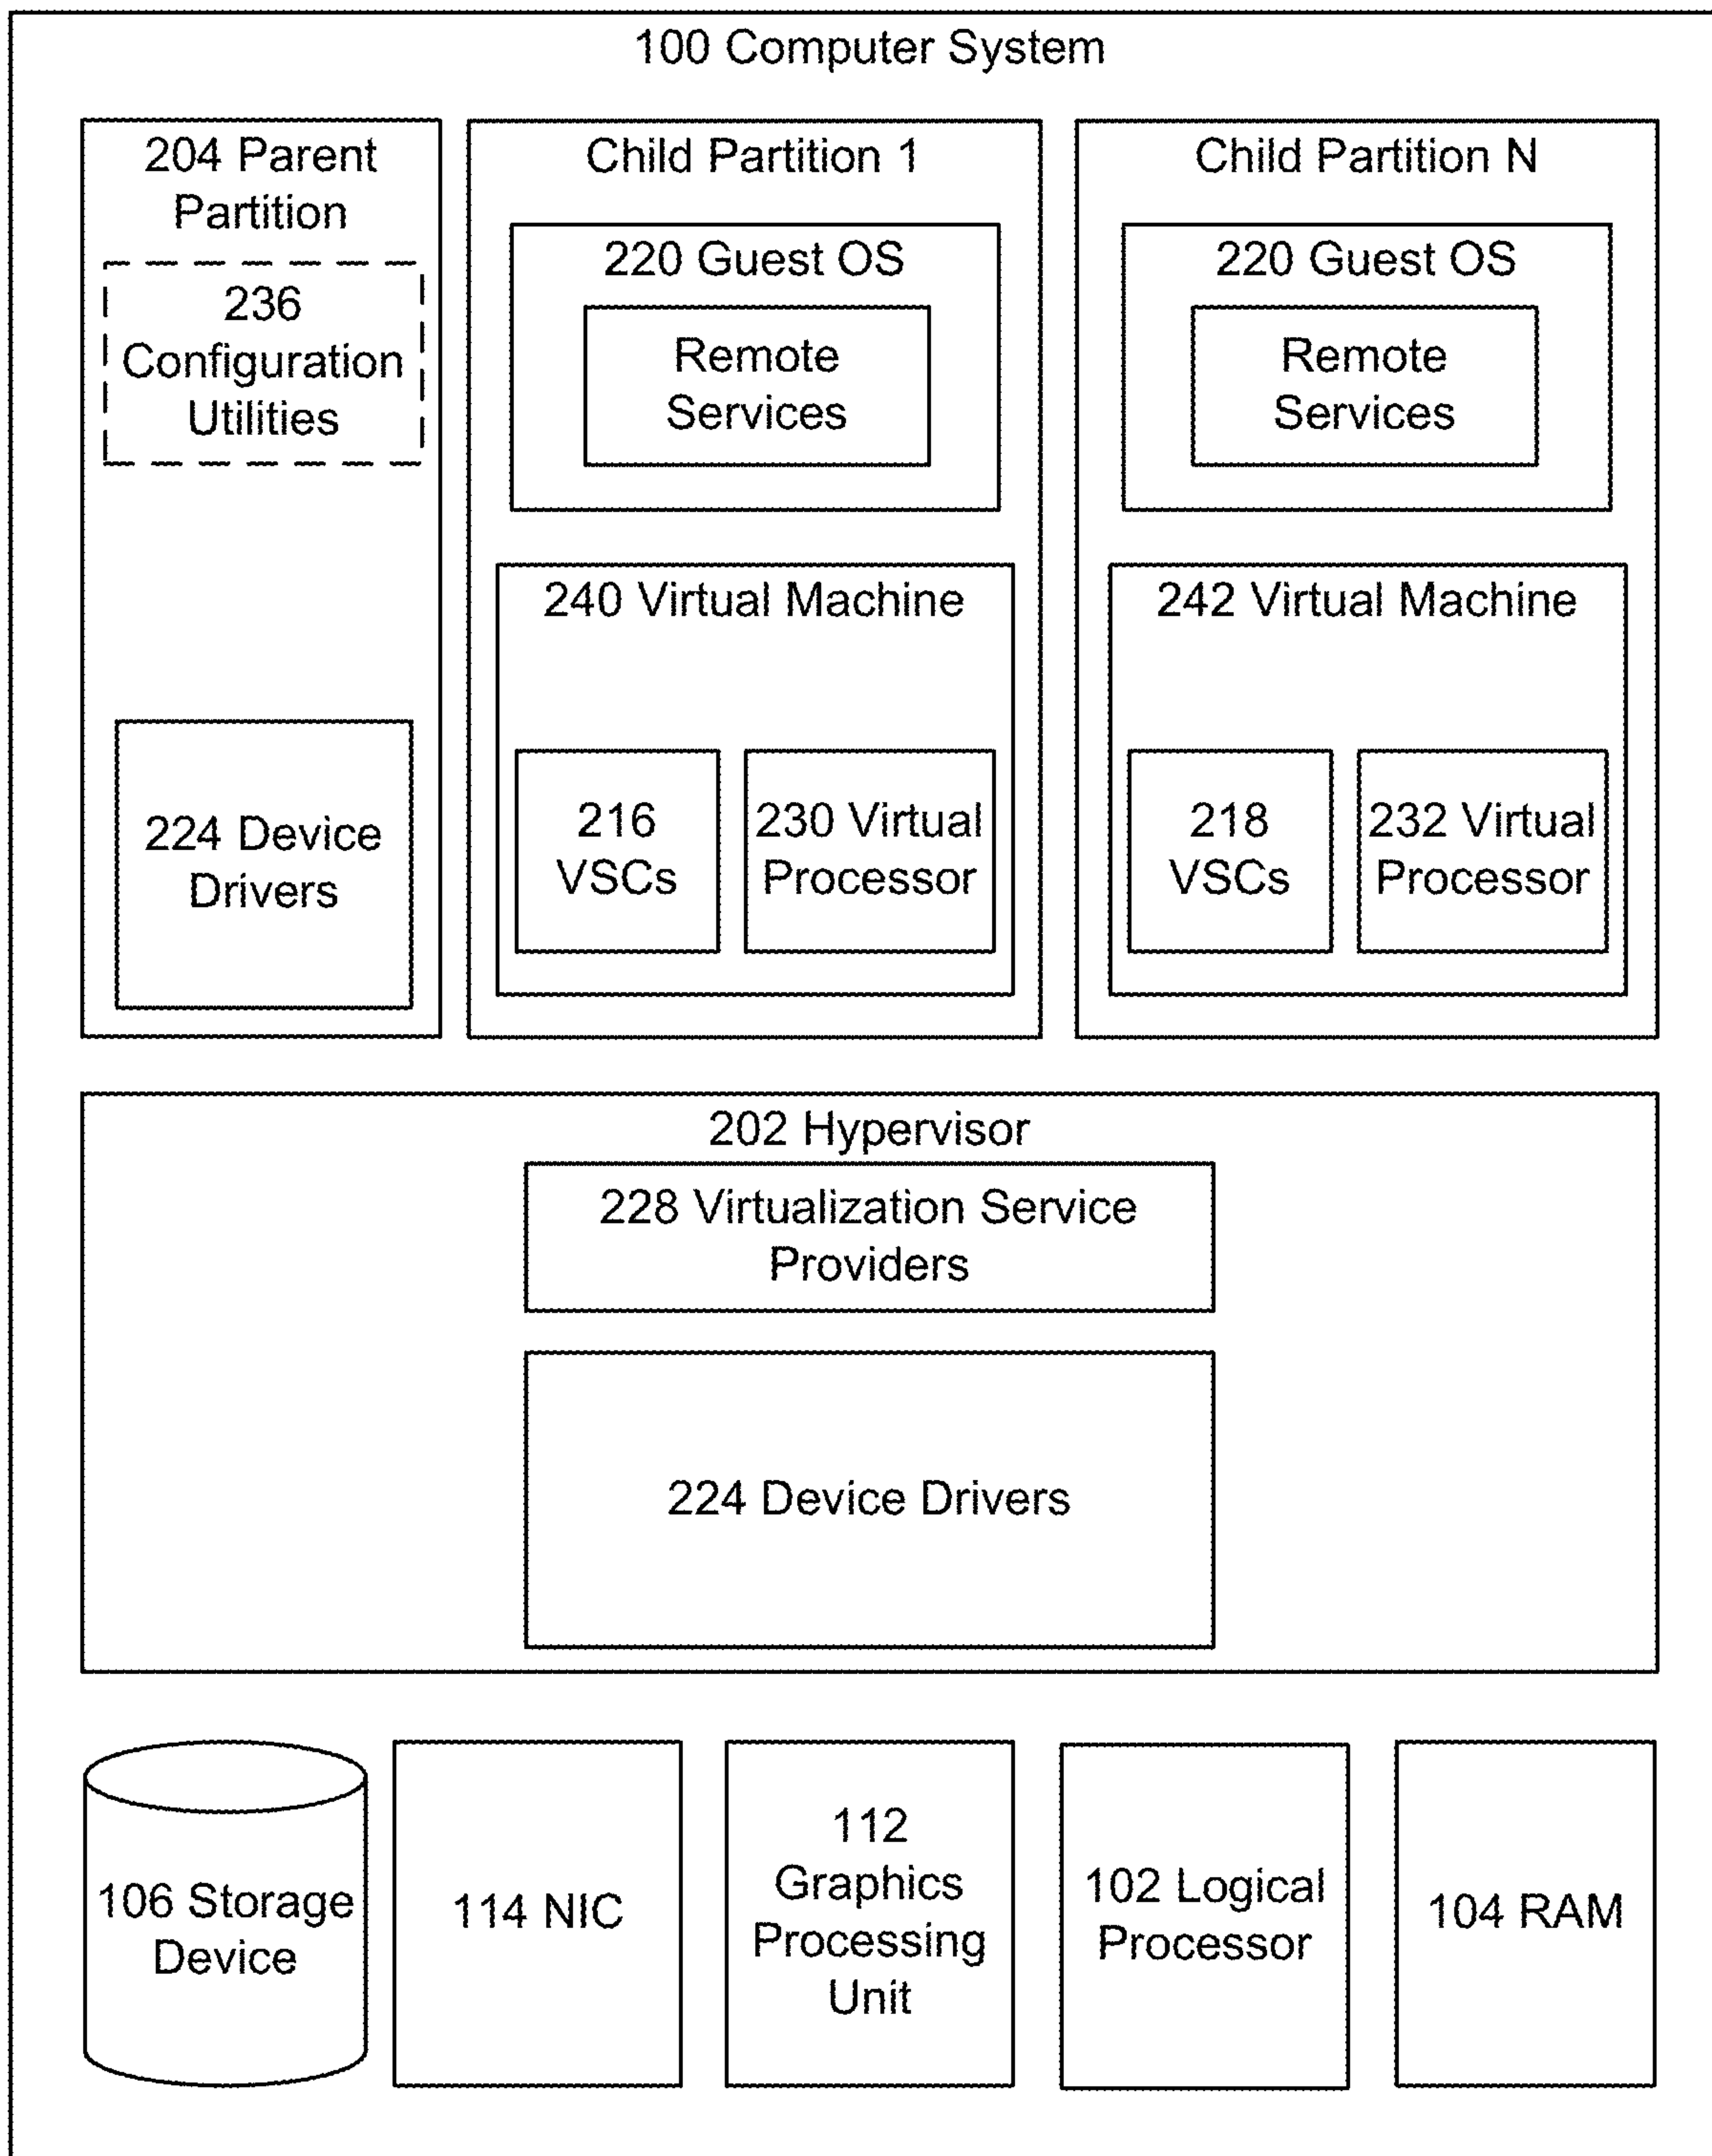 100 Computer System
204 Parent
Partition
236
Configuration
Utilities
224 Device
Drivers
Child Partition 1
220 Guest OS
Remote
Services
240 Virtual Machine
216
VSCs
230 Virtual
Processor
Child Partition N
220 Guest OS
Remote
Services
242 Virtual Machine
218
VSCs
232 Virtual
Processor
202 Hypervisor
228 Virtualization Service
Providers
224 Device Drivers
106 Storage
Device
114 NIC
112
Graphics
Processing
Unit
102 Logical
Processor
104 RAM